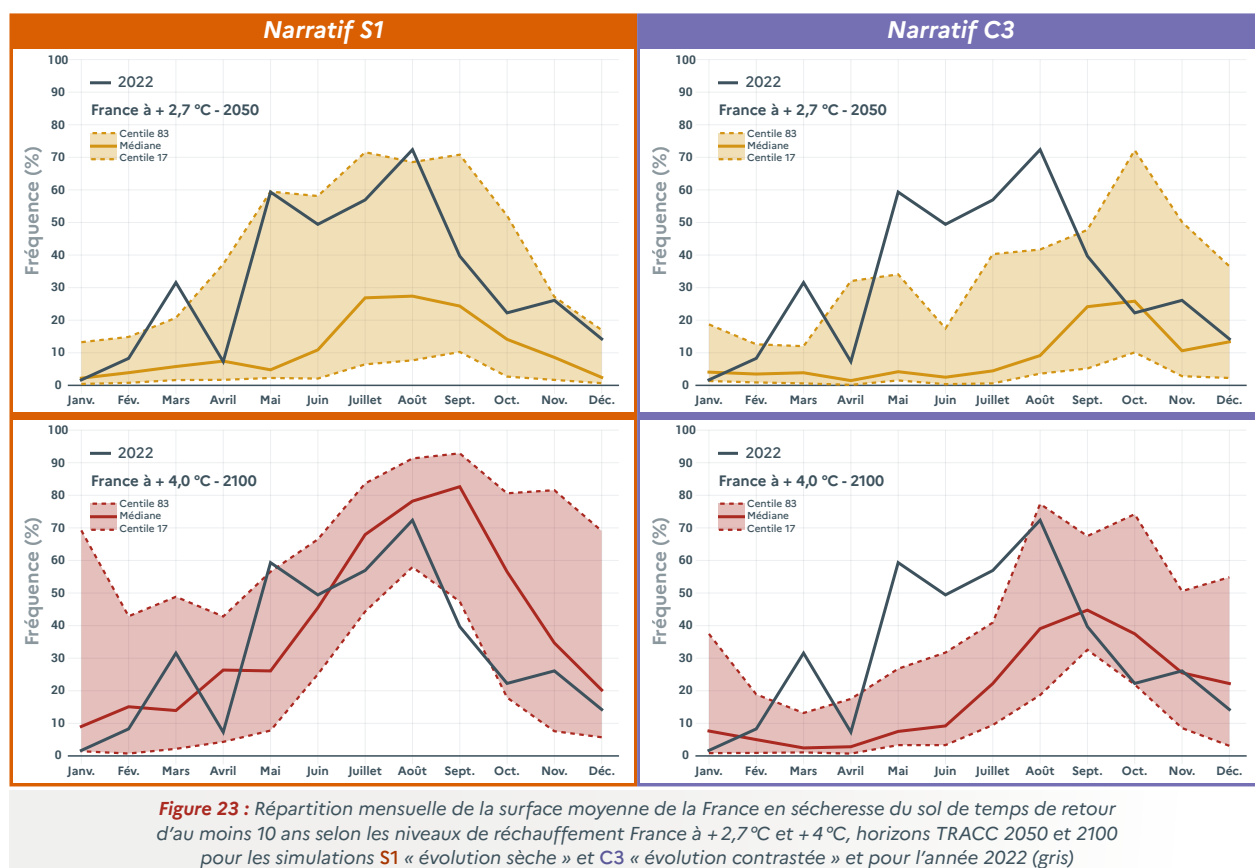 Narratif S1
Narratif C3
100
90
80
70
60
50
40
30
20
10
0
Fréquence (%)
2022
France à + 2,7 °C - 2050
Centile 83
Médiane
Centile 17
Janv. Fév. Mars Avril Mai Juin Juillet Août Sept. Oct. Nov. Déc.
100
90
80
70
60
50
40
30
20
10
0
Fréquence (%)
2022
France à + 2,7 °C - 2050
Centile 83
Médiane
Centile 17
Janv. Fév. Mars Avril Mai Juin Juillet Août Sept. Oct. Nov. Déc.
100
90
80
70
60
50
40
30
20
10
0
Fréquence (%)
2022
France à + 4,0 °C - 2100
Centile 83
Médiane
Centile 17
Janv. Fév. Mars Avril Mai Juin Juillet Août Sept. Oct. Nov. Déc.
100
90
80
70
60
50
40
30
20
10
0
Fréquence (%)
2022
France à + 4,0 °C - 2100
Centile 83
Médiane
Centile 17
Janv. Fév. Mars Avril Mai Juin Juillet Août Sept. Oct. Nov. Déc.
Figure 23 : Répartition mensuelle de la surface moyenne de la France en sécheresse du sol de temps de retour
d'au moins 10 ans selon les niveaux de réchauffement France à +2,7°C et +4°C, horizons TRACC 2050 et 2100
pour les simulations S1 « évolution sèche » et C3 « évolution contrastée » et pour l'année 2022 (gris)